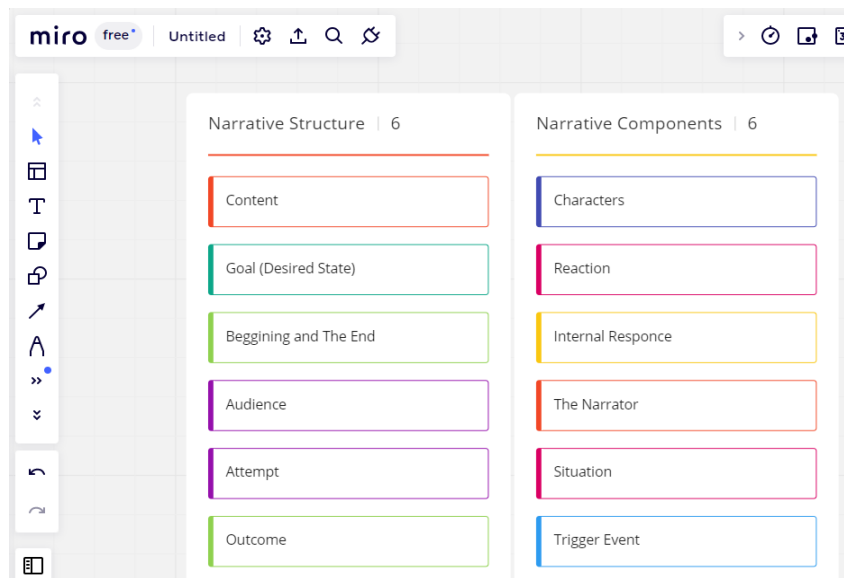 miro free Untitled
Narrative Structure | 6
Content
Goal (Desired State)
Beggining and The End
Audience
Attempt
Outcome
Narrative Components | 6
Characters
Reaction
Internal Responce
The Narrator
Situation
Trigger Event